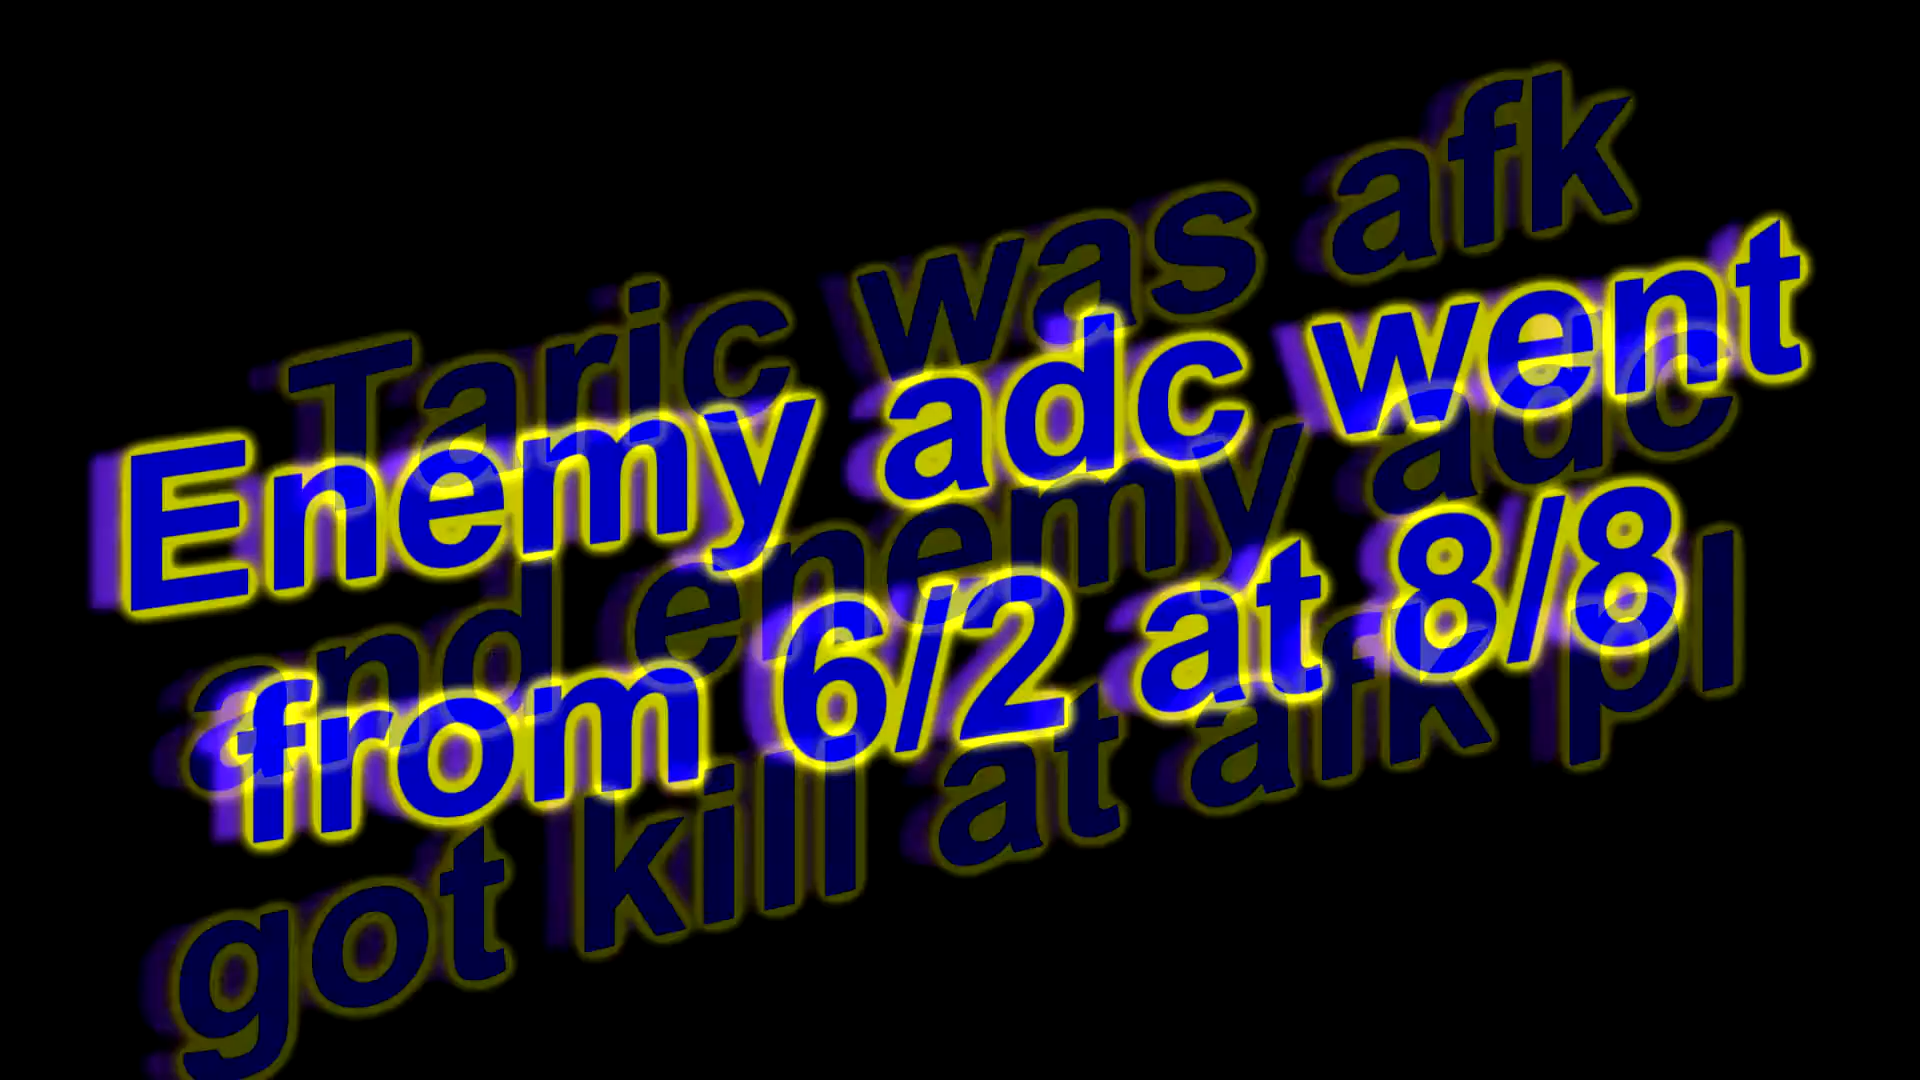 Taric was afk
and enemy adc
got kill at afk pl
Enemy adc went
from 6/2 at 8/8